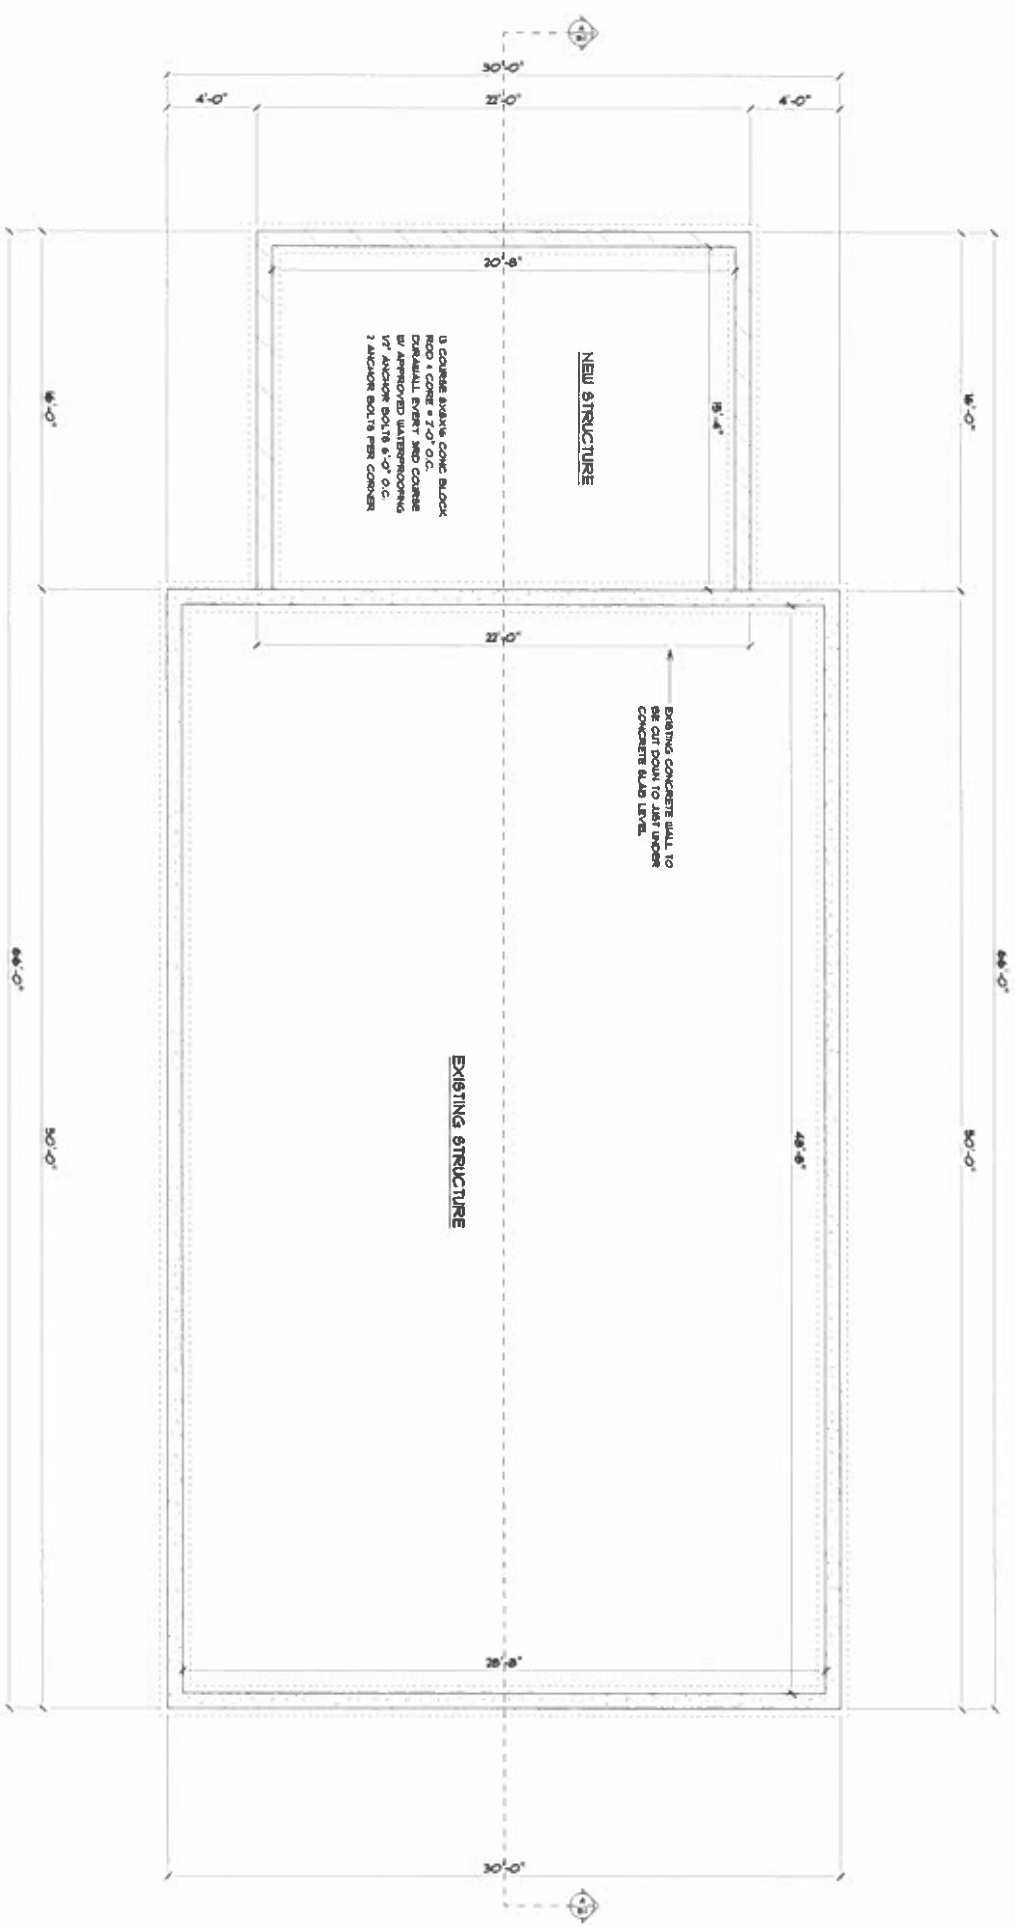 30'-0"
4'-0"
22'-0"
4'-0"
20'-8"
15'-4"
16'-0"
16'-0"
NEW STRUCTURE
13 COURSE 8X8X16 CONC BLOCK
ROD & CORE @ 2'-0" O.C.
DURAWALL EVERY 3RD COURSE
W/ APPROVED WATERPROOFING
1/2" ANCHOR BOLTS 6'-0" O.C.
2 ANCHOR BOLTS PER CORNER
22'-0"
EXISTING CONCRETE WALL TO
BE CUT DOWN TO JUST UNDER
CONCRETE SLAB LEVEL
66'-0"
66'-0"
EXISTING STRUCTURE
48'-8"
50'-0"
50'-0"
28'-8"
30'-0"